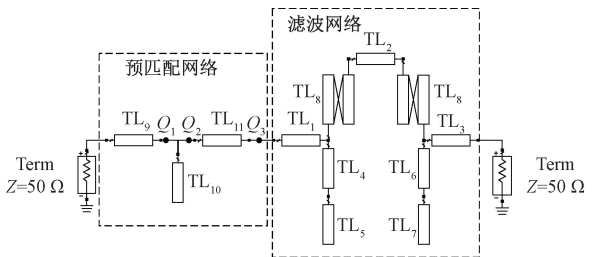 滤波网络
TL₂
预匹配网络
TL₈ TL₈
TL₉ Q₁ Q₂ TL₁₁ Q₃ TL₁ TL₃
Term
Z=50 Ω
TL₁₀
TL₄ TL₆
Term
Z=50 Ω
TL₅ TL₇